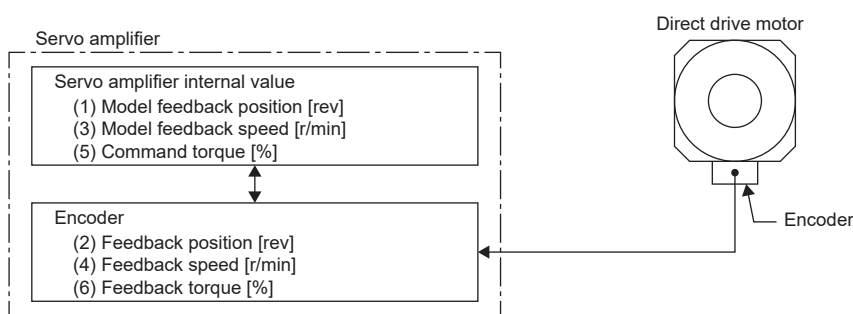 Servo amplifier
Servo amplifier internal value
(1) Model feedback position [rev]
(3) Model feedback speed [r/min]
(5) Command torque [%]
Encoder
(2) Feedback position [rev]
(4) Feedback speed [r/min]
(6) Feedback torque [%]
Direct drive motor
Encoder